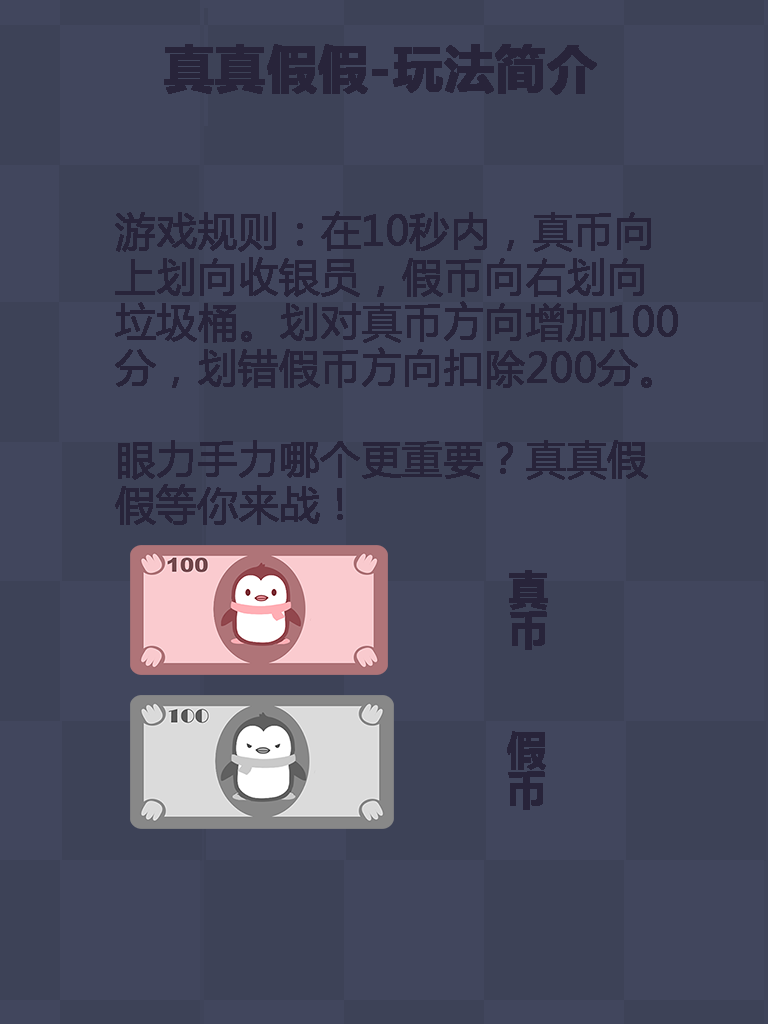 真真假假-玩法简介
游戏规则：在10秒内，真币向
上划向收银员，假币向右划向
垃圾桶。划对真币方向增加100
分，划错假币方向扣除200分。
眼力手力哪个更重要？真真假
假等你来战！
100
真币
100
假币